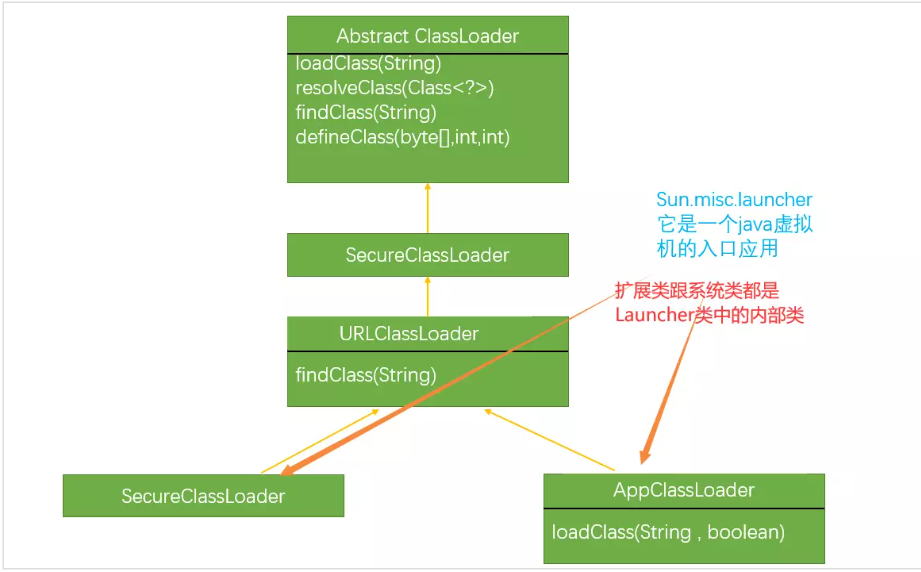 Abstract ClassLoader
loadClass(String)
resolveClass(Class<?>)
findClass(String)
defineClass(byte[],int,int)
Sun.misc.launcher
它是一个java虚拟
机的入口应用
SecureClassLoader
扩展类跟系统类都是
Launcher类中的内部类
URLClassLoader
findClass(String)
SecureClassLoader
AppClassLoader
loadClass(String , boolean)